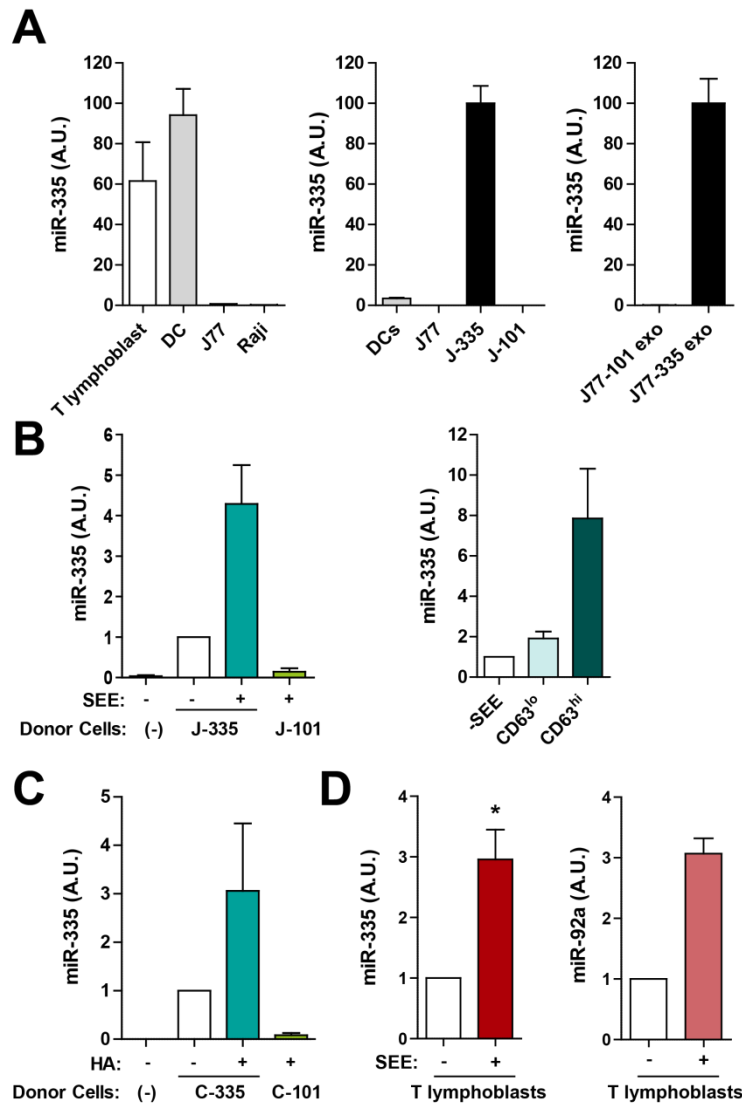 A
miR-335 (A.U.)
120
100
80
60
40
20
0
T lymphoblast
DC
J77
Raji
miR-335 (A.U.)
120
100
80
60
40
20
0
DCs
J77
J-335
J-101
miR-335 (A.U.)
120
100
80
60
40
20
0
J77-101 exo
J77-335 exo
B
miR-335 (A.U.)
6
5
4
3
2
1
0
SEE: - - + +
Donor Cells: (-) J-335 J-101
miR-335 (A.U.)
12
10
8
6
4
2
0
-SEE
CD63lo
CD63hi
C
miR-335 (A.U.)
5
4
3
2
1
0
HA: - - + +
Donor Cells: (-) C-335 C-101
D
miR-335 (A.U.)
4
3
2
1
0
*
SEE: - +
T lymphoblasts
miR-92a (A.U.)
4
3
2
1
0
- +
T lymphoblasts